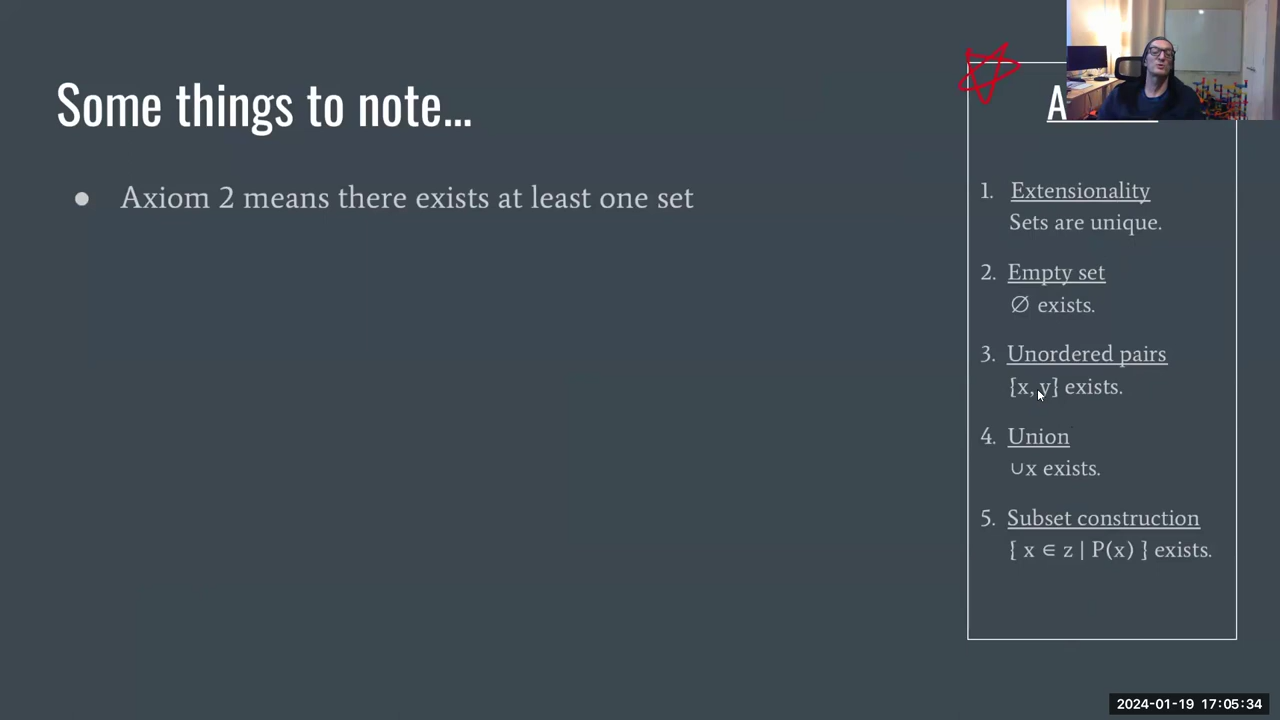 Some things to note...
● Axiom 2 means there exists at least one set
A
1. Extensionality
Sets are unique.
2. Empty set
∅ exists.
3. Unordered pairs
{x, y} exists.
4. Union
∪x exists.
5. Subset construction
{ x ∈ z | P(x) } exists.
2024-01-19 17:05:34